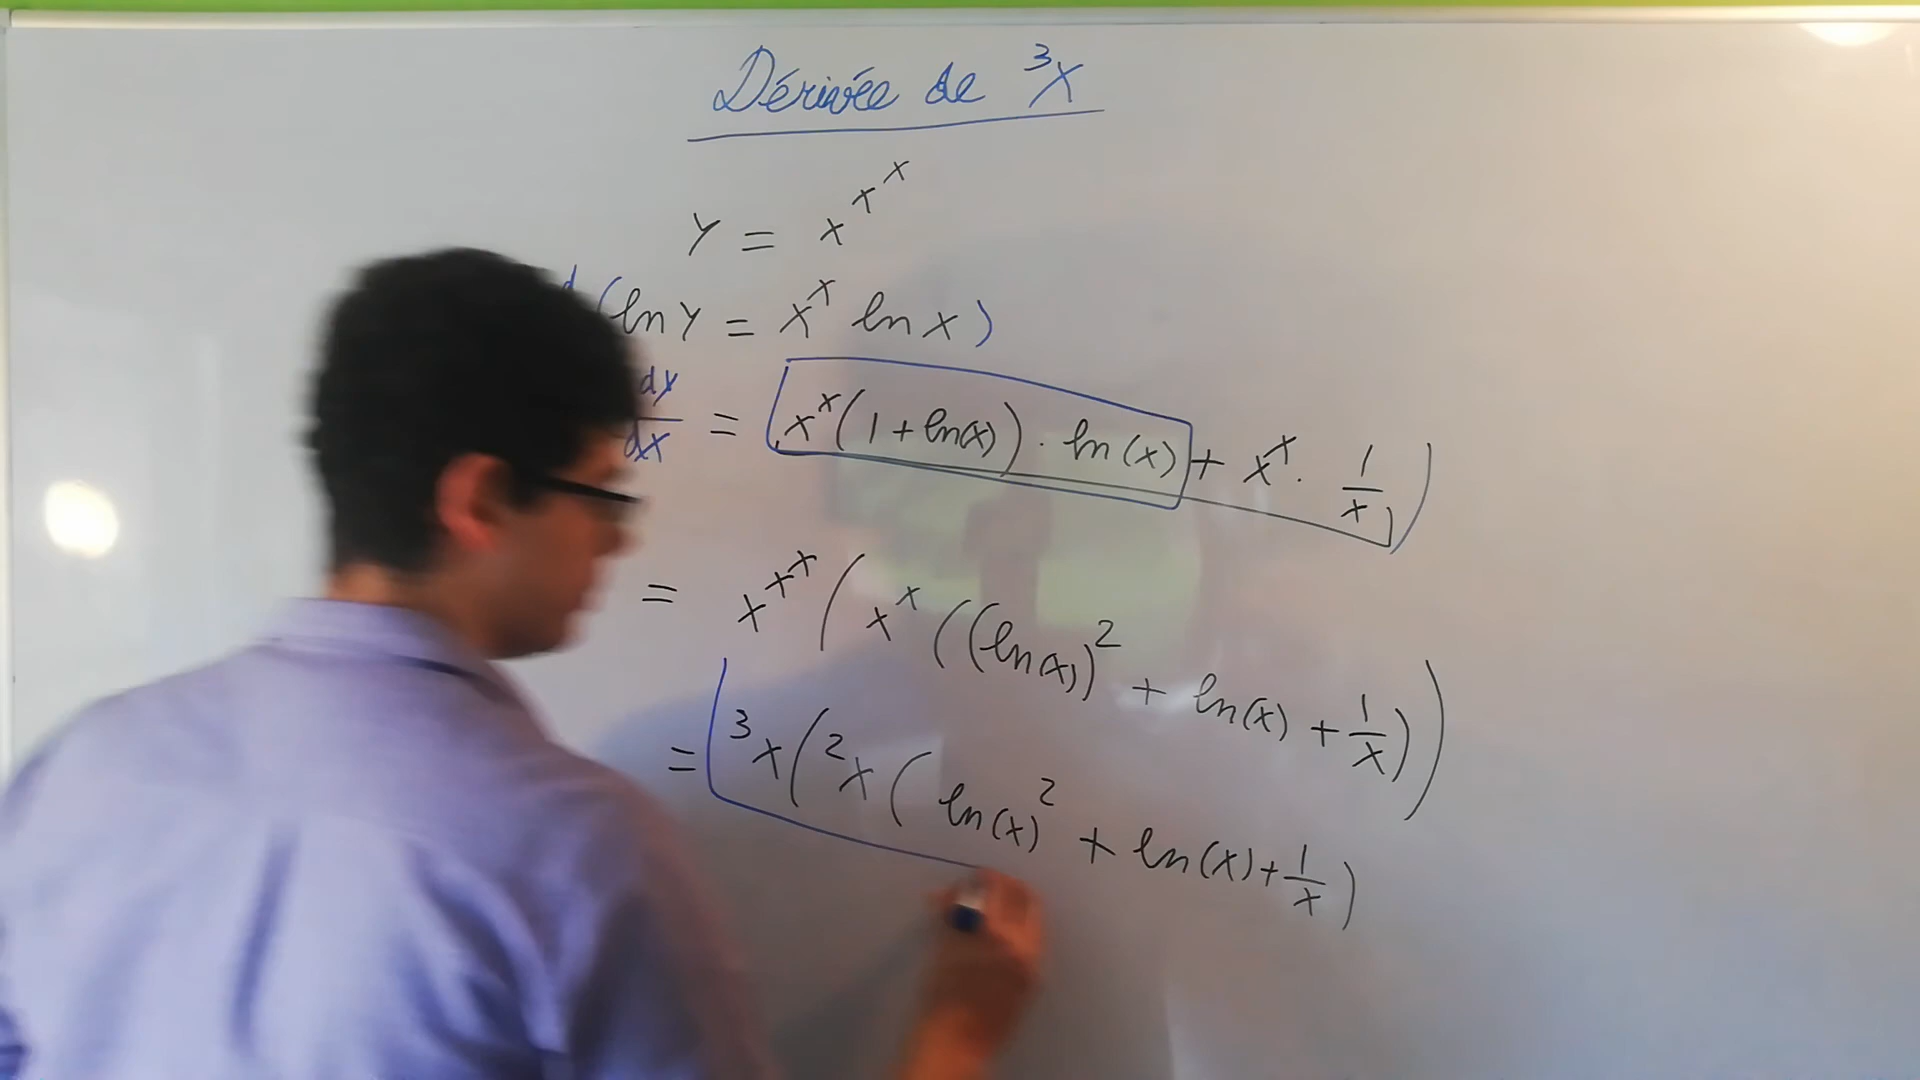 Dérivée de ³x
y = x^x^x
d (ln y = x^x ln x)
dy/dx = x^x(1 + ln(x)) · ln(x) + x^x · 1/x )
= x^x^x ( x^x ((ln(x))² + ln(x) + 1/x))
= ³x(²x( ln(x)² + ln(x) + 1/x )